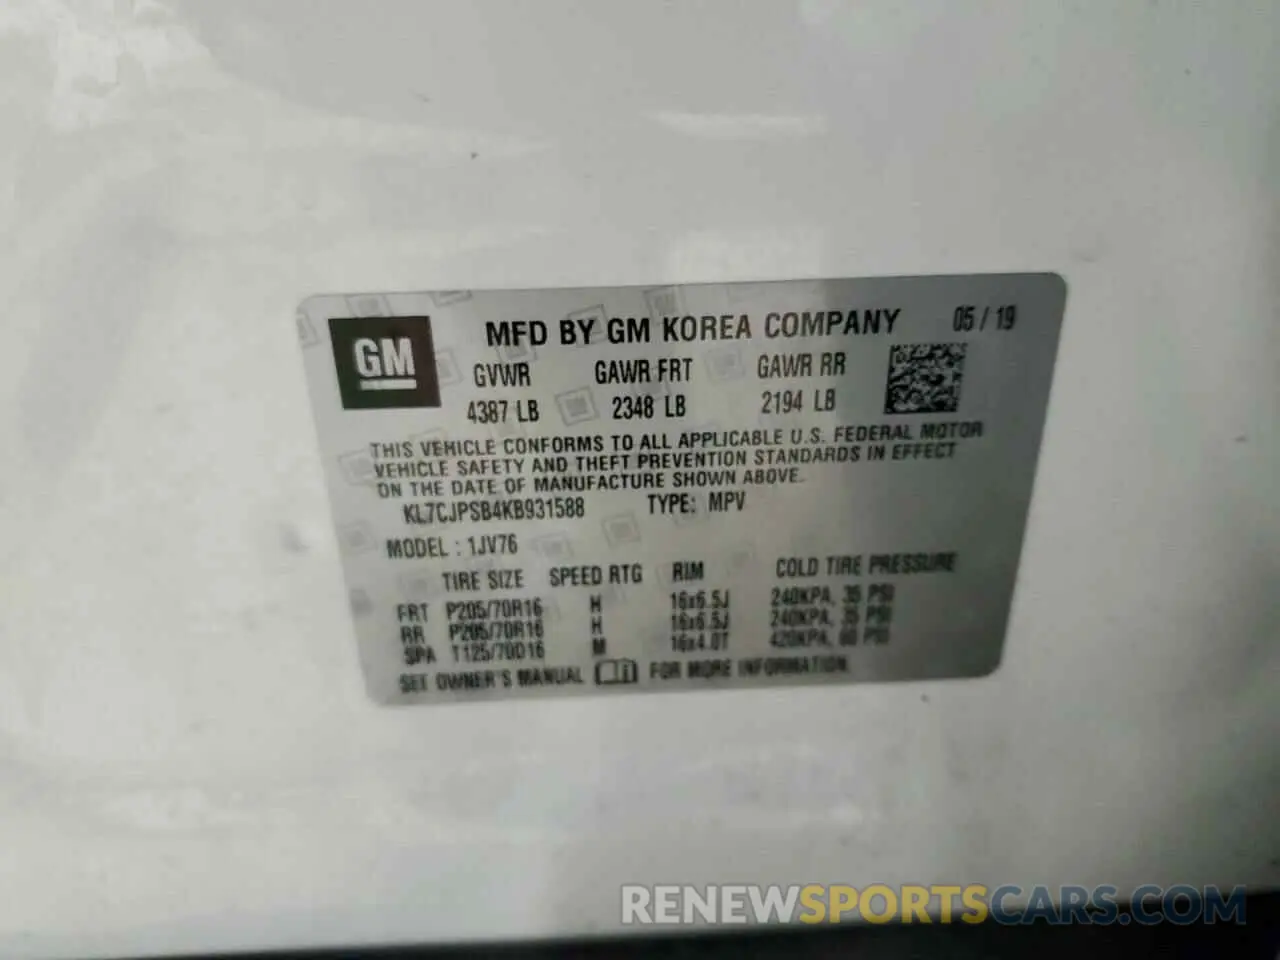 GM
MFD BY GM KOREA COMPANY 05 / 19
GVWR GAWR FRT GAWR RR
4387 LB 2348 LB 2194 LB
THIS VEHICLE CONFORMS TO ALL APPLICABLE U.S. FEDERAL MOTOR
VEHICLE SAFETY AND THEFT PREVENTION STANDARDS IN EFFECT
ON THE DATE OF MANUFACTURE SHOWN ABOVE.
KL7CJPSB4KB931588 TYPE: MPV
MODEL : 1JV76
TIRE SIZE SPEED RTG RIM COLD TIRE PRESSURE
FRT P205/70R16 H 16x6.5J 240KPA, 35 PSI
RR P205/70R16 H 16x6.5J 240KPA, 35 PSI
SPA T125/70D16 M 16x4.0T 420KPA, 60 PSI
SEE OWNER'S MANUAL FOR MORE INFORMATION
RENEWSPORTSCARS.COM